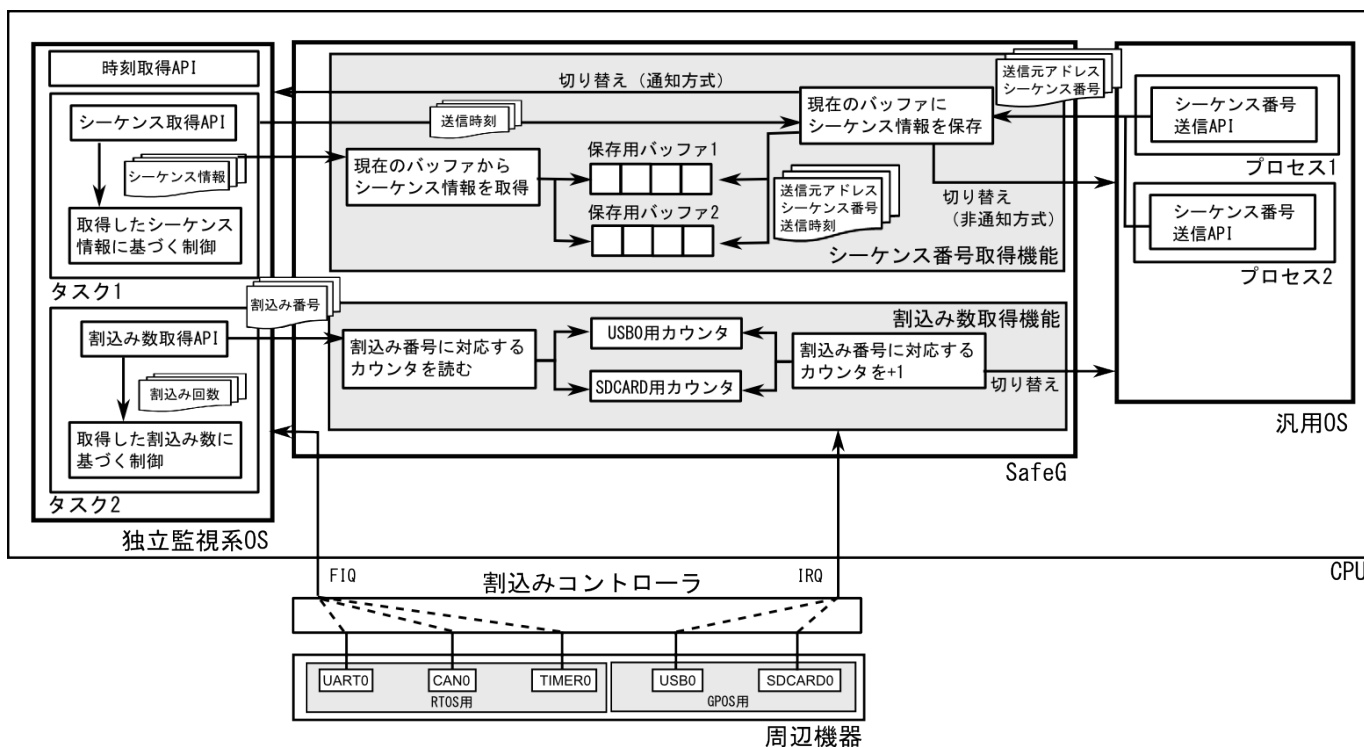 時刻取得API
シーケンス取得API
シーケンス情報
取得したシーケンス
情報に基づく制御
タスク1
割込み数取得API
割込み回数
取得した割込み数に
基づく制御
タスク2
独立監視系OS
切り替え（通知方式）
送信時刻
現在のバッファから
シーケンス情報を取得
保存用バッファ1
保存用バッファ2
現在のバッファに
シーケンス情報を保存
送信元アドレス
シーケンス番号
送信元アドレス
シーケンス番号
送信時刻
切り替え
（非通知方式）
シーケンス番号取得機能
割込み番号
割込み数取得機能
割込み番号に対応する
カウンタを読む
USB0用カウンタ
SDCARD用カウンタ
割込み番号に対応する
カウンタを+1
切り替え
SafeG
シーケンス番号
送信API
プロセス1
シーケンス番号
送信API
プロセス2
汎用OS
CPU
FIQ
割込みコントローラ
IRQ
UART0
CAN0
TIMER0
RTOS用
USB0
SDCARD0
GPOS用
周辺機器